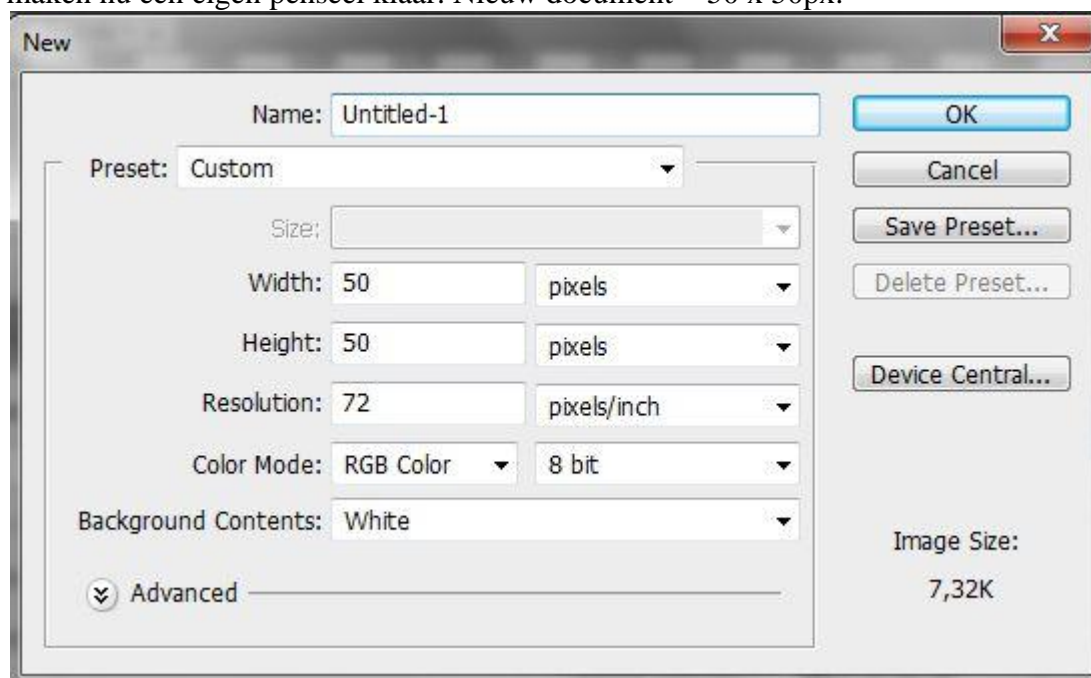 maken nu een eigen penseel klaar. Nieuw document = 50 x 50px.
New
Name: Untitled-1
OK
Preset: Custom
Cancel
Size:
Save Preset...
Width: 50 pixels
Delete Preset...
Height: 50 pixels
Device Central...
Resolution: 72 pixels/inch
Color Mode: RGB Color 8 bit
Background Contents: White
Image Size:
7,32K
Advanced